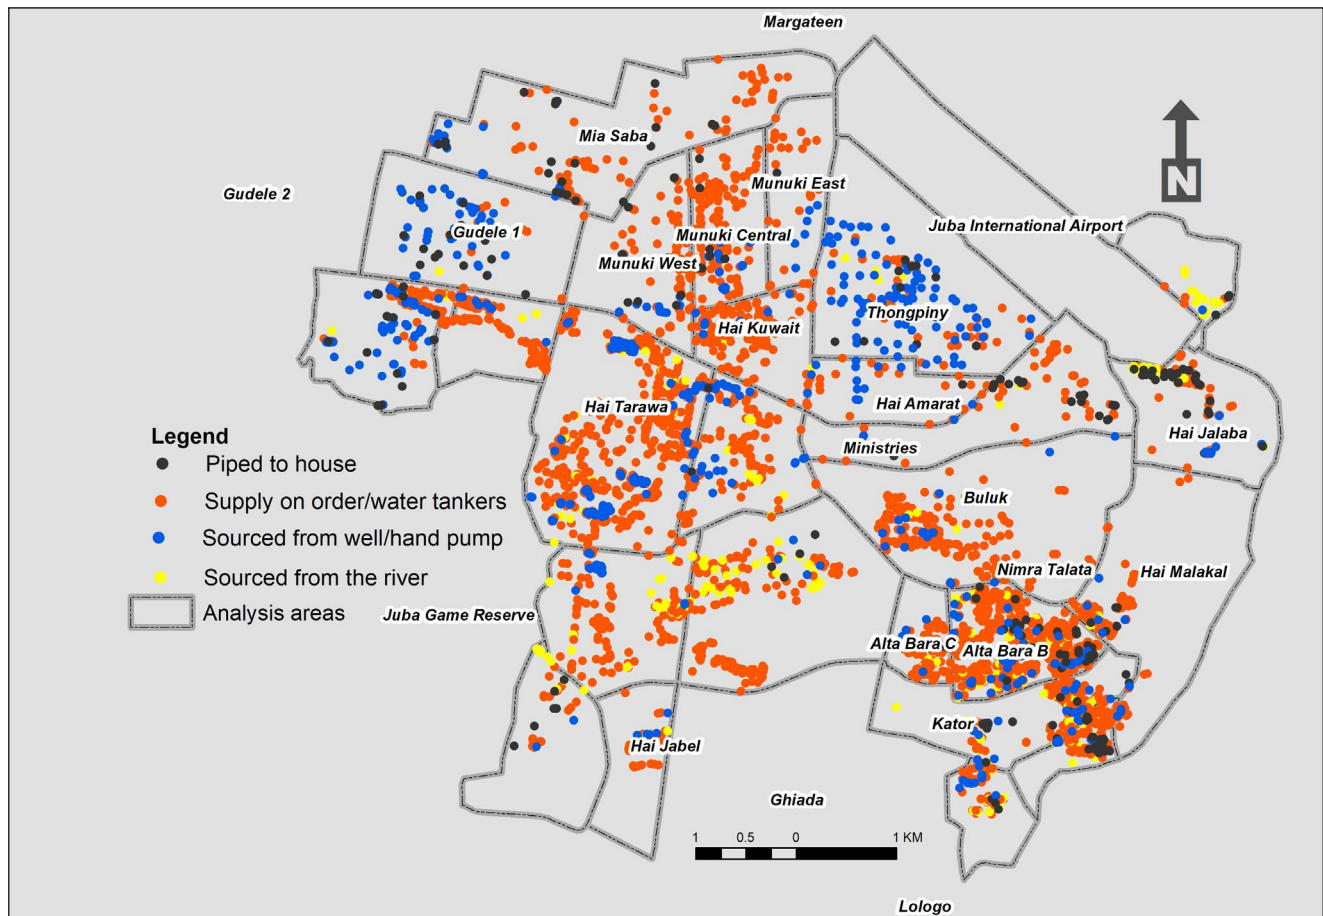 Margateen
Mia Saba
N
Munuki East
Gudele 2
Juba International Airport
Gudele 1
Munuki Central
Munuki West
Thongpiny
Hai Kuwait
Hai Amarat
Hai Tarawa
Hai Jalaba
Legend
Ministries
Piped to house
Supply on order/water tankers
Buluk
Sourced from well/hand pump
Sourced from the river
Nimra Talata
Hai Malakal
Analysis areas
Juba Game Reserve
Alta Bara C
Alta Bara B
Kator
Hai Jabel
Ghiada
1 0.5 0 1 KM
Lologo